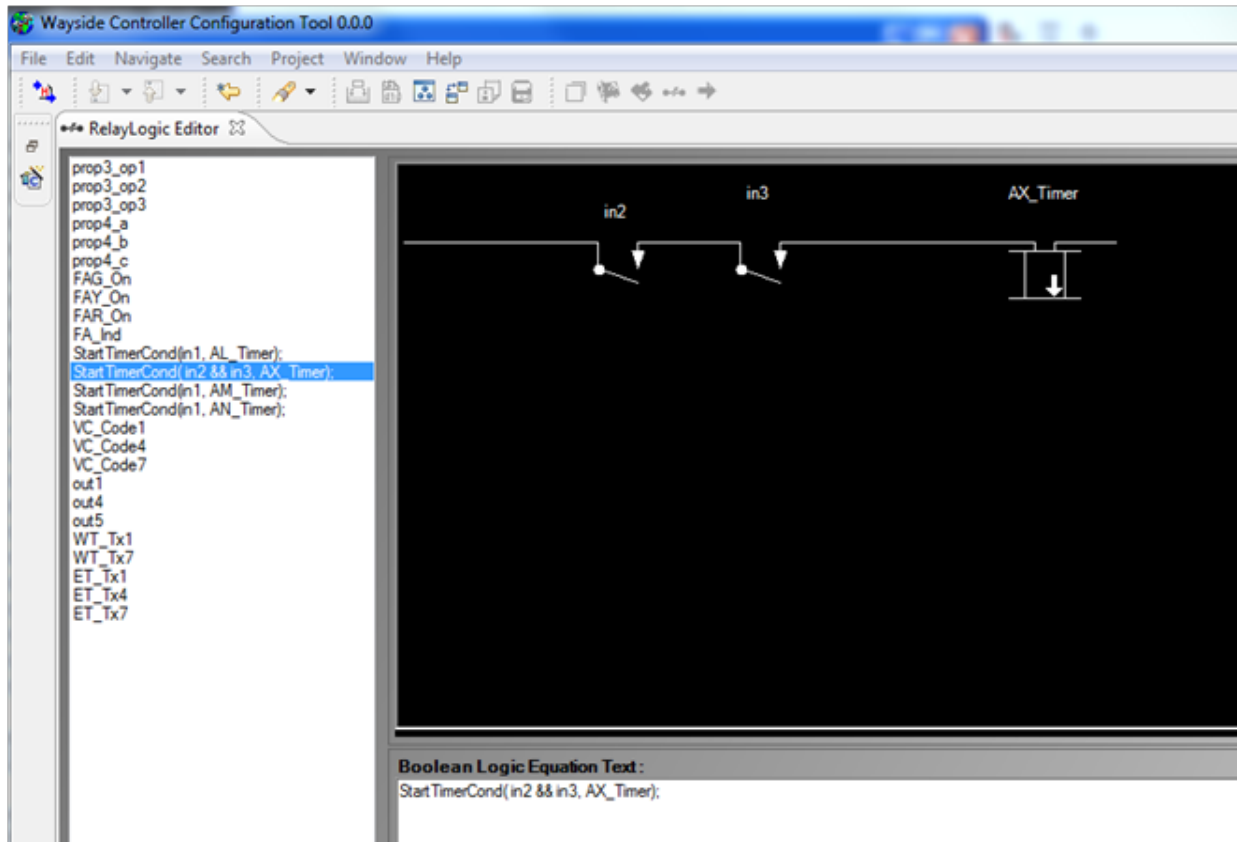 Wayside Controller Configuration Tool 0.0.0
File Edit Navigate Search Project Window Help
RelayLogic Editor
prop3_op1
prop3_op2
prop3_op3
prop4_a
prop4_b
prop4_c
FAG_On
FAY_On
FAR_On
FA_Ind
StartTimerCond(in1, AL_Timer);
StartTimerCond( in2 && in3, AX_Timer);
StartTimerCond(in1, AM_Timer);
StartTimerCond(in1, AN_Timer);
VC_Code1
VC_Code4
VC_Code7
out1
out4
out5
WT_Tx1
WT_Tx7
ET_Tx1
ET_Tx4
ET_Tx7
in2
in3
AX_Timer
Boolean Logic Equation Text :
StartTimerCond( in2 && in3, AX_Timer);